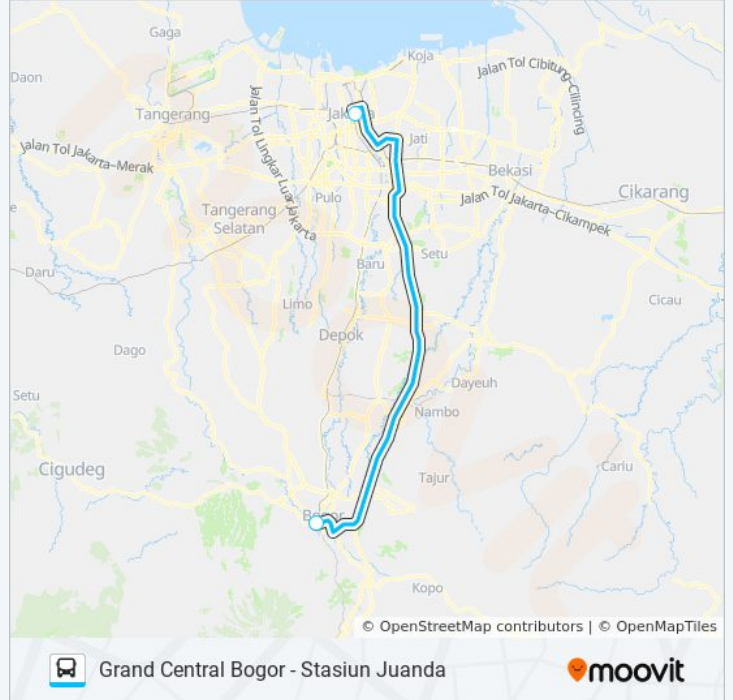 Gaga
Koja
Jalan Tol Cibitung-Cilincing
Daon
Tangerang
Jakarta
Jalan Tol Lingkar Luar Jakarta
Jati
Jalan Tol Jakarta-Merak
Bekasi
Cikarang
Pulo
Jalan Tol Jakarta-Cikampek
e
Tangerang
Selatan
Setu
Baru
Daru
Limo
Cicau
Depok
Dago
Dayeuh
Setu
Nambo
Cigudeg
Tajur
Cariu
Bogor
Kopo
© OpenStreetMap contributors | © OpenMapTiles
Grand Central Bogor - Stasiun Juanda
moovit